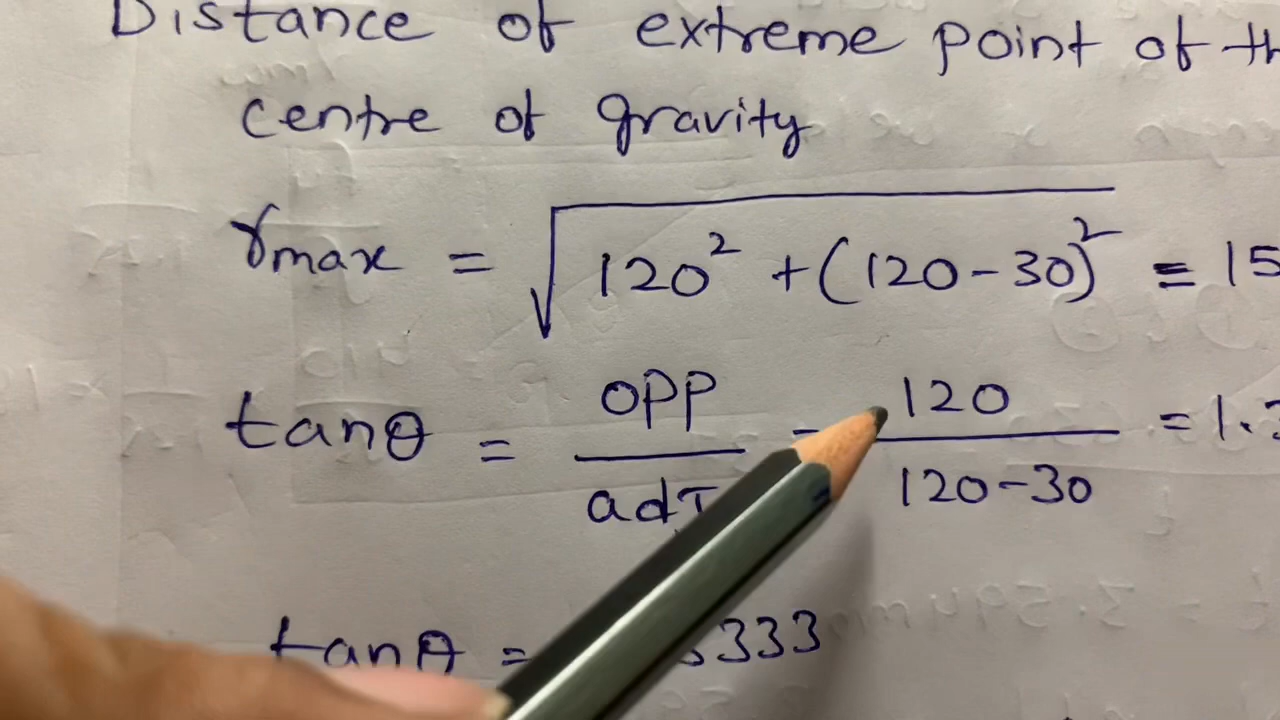 Distance of extreme point of
centre of gravity
rmax = √120² + (120-30)² = 15
tanθ = OPP/adJ = 120/120-30 = 1.
tanθ = 333